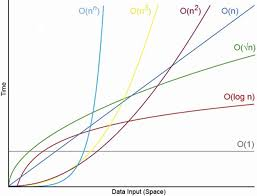 O(nⁿ)
O(n³)
O(n²)
O(n)
O(√n)
O(log n)
O(1)
Time
Data Input (Space)